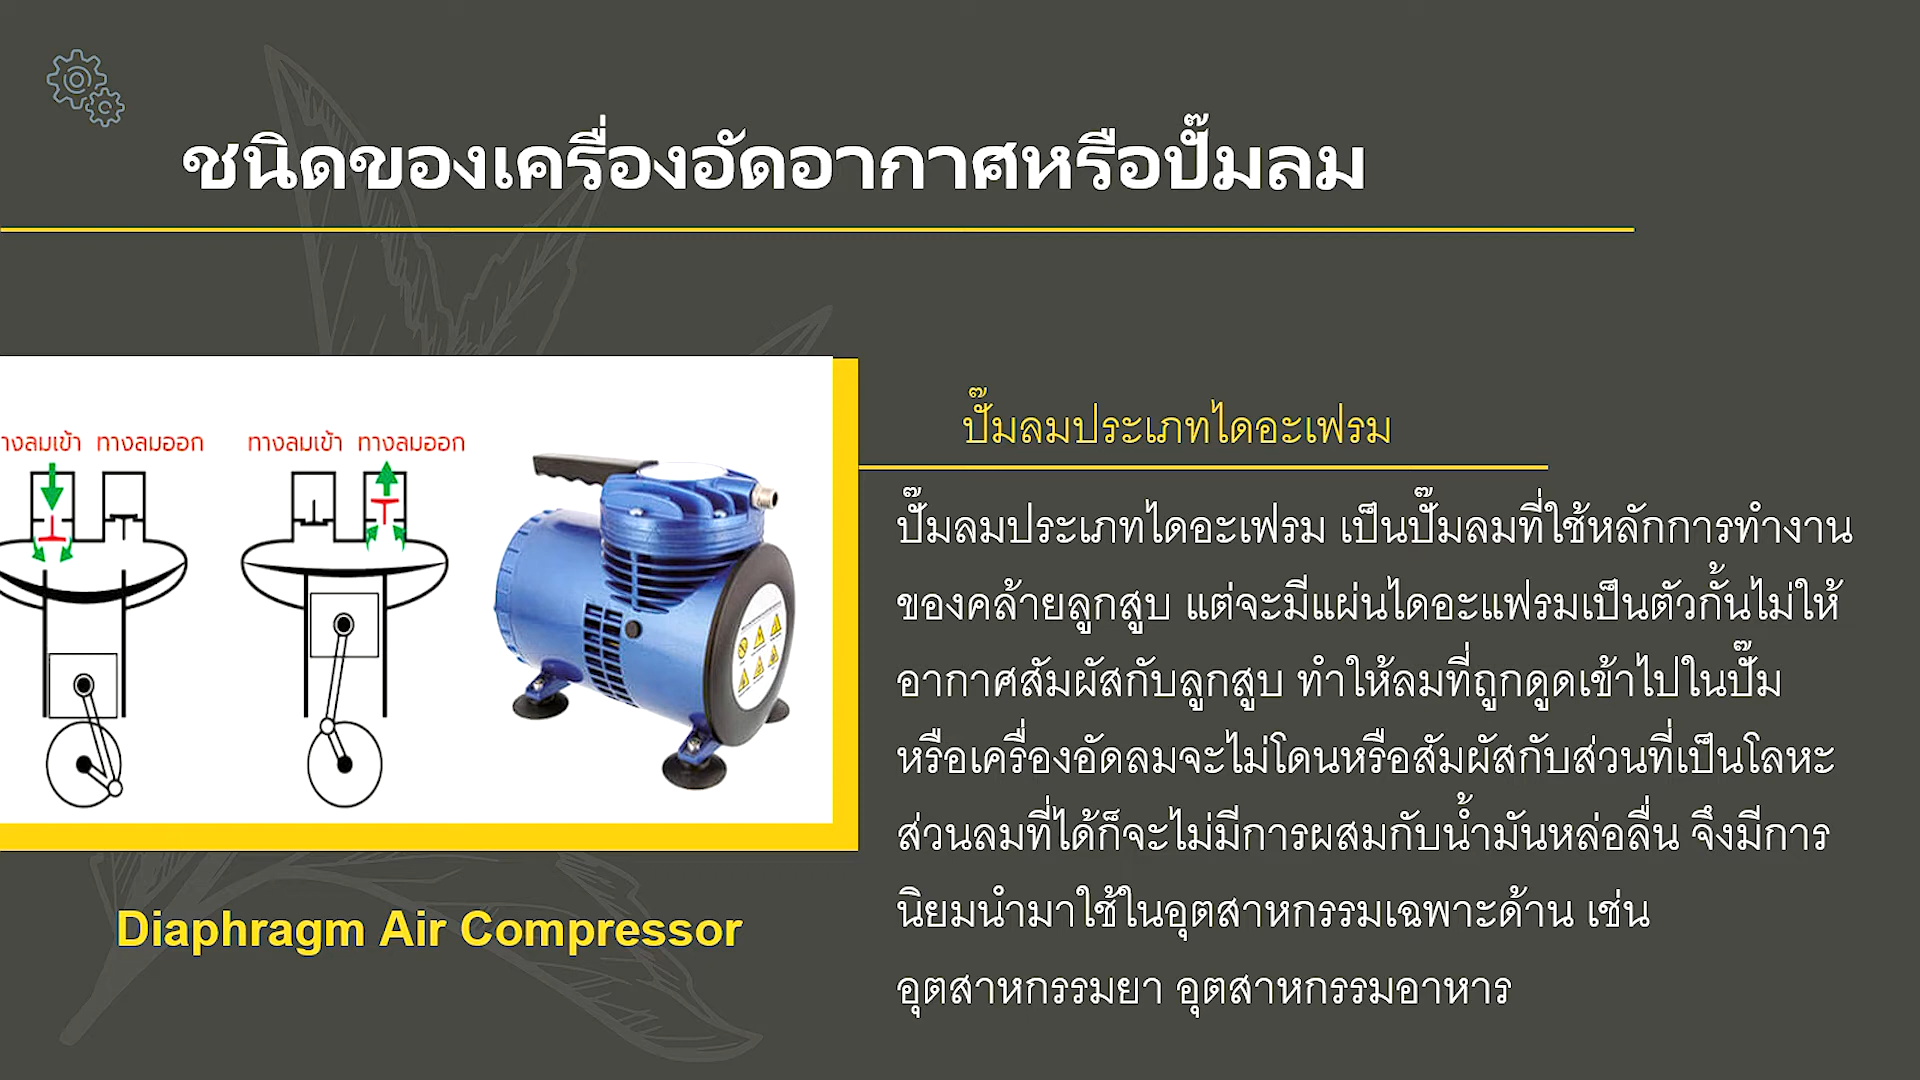 ชนิดของเครื่องอัดอากาศหรือปั๊มลม
างลมเข้า ทางลมออก ทางลมเข้า ทางลมออก
ปั๊มลมประเภทไดอะเฟรม
ปั๊มลมประเภทไดอะเฟรม เป็นปั๊มลมที่ใช้หลักการทำงาน
ของคล้ายลูกสูบ แต่จะมีแผ่นไดอะแฟรมเป็นตัวกั้นไม่ให้
อากาศสัมผัสกับลูกสูบ ทำให้ลมที่ถูกดูดเข้าไปในปั๊ม
หรือเครื่องอัดลมจะไม่โดนหรือสัมผัสกับส่วนที่เป็นโลหะ
ส่วนลมที่ได้ก็จะไม่มีการผสมกับน้ำมันหล่อลื่น จึงมีการ
นิยมนำมาใช้ในอุตสาหกรรมเฉพาะด้าน เช่น
อุตสาหกรรมยา อุตสาหกรรมอาหาร
Diaphragm Air Compressor